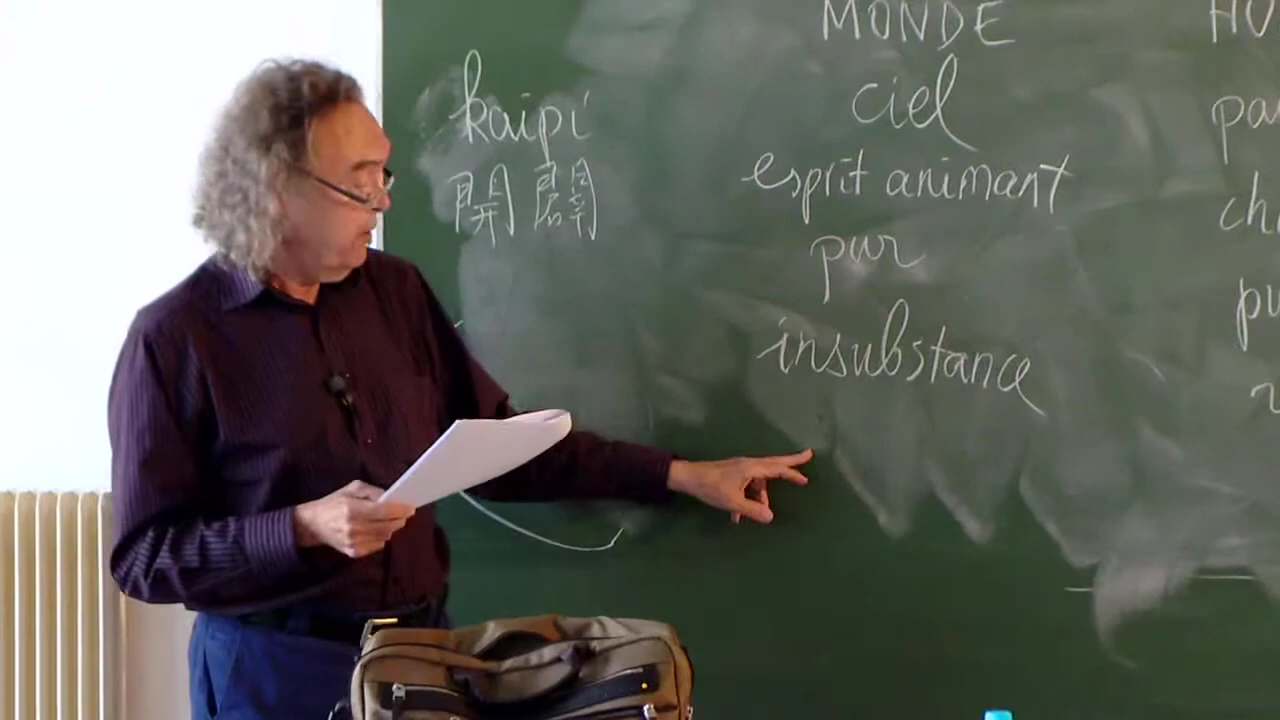 kaipi
開闢
MONDE
ciel
esprit animant
pur
insubstance